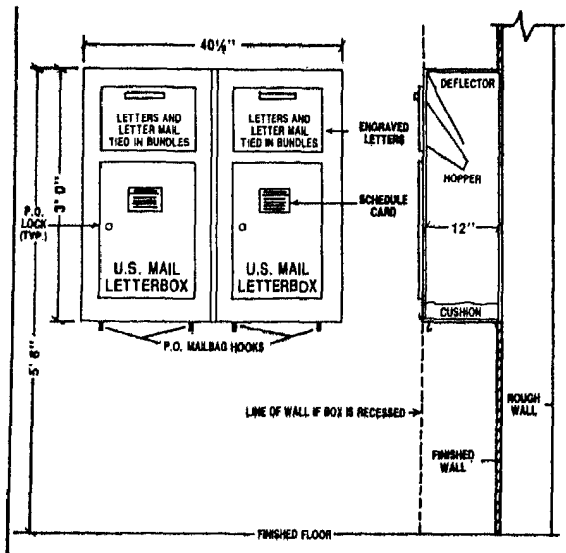 40¼"
DEFLECTOR
LETTERS AND
LETTER MAIL
TIED IN BUNDLES
LETTERS AND
LETTER MAIL
TIED IN BUNDLES
ENGRAVED
LETTERS
HOPPER
3' 0"
P.O.
LOCK
(TYP.)
SCHEDULE
CARD
12"
U.S. MAIL
LETTERBOX
U.S. MAIL
LETTERBOX
CUSHION
P.O. MAILBAG HOOKS
5' 6"
LINE OF WALL IF BOX IS RECESSED
ROUGH
WALL
FINISHED
WALL
FINISHED FLOOR